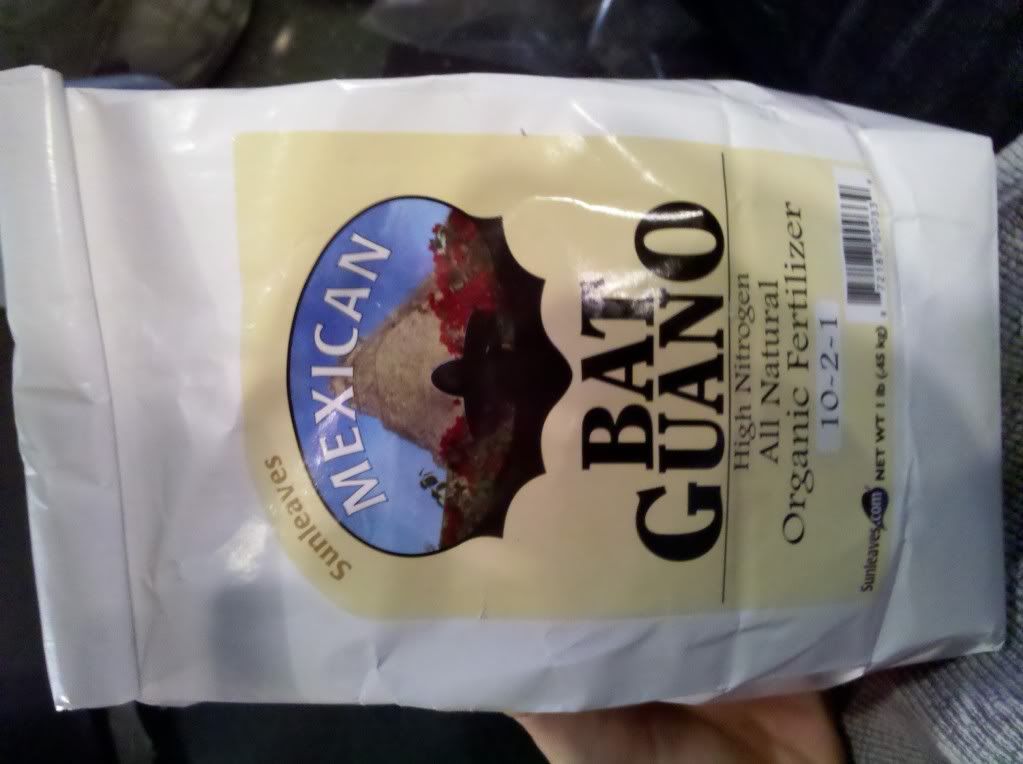 Sunleaves
MEXICAN
BAT
GUANO
High Nitrogen
All Natural
Organic Fertilizer
10-2-1
Sunleaves.com NET WT 1 lb (.45 kg)